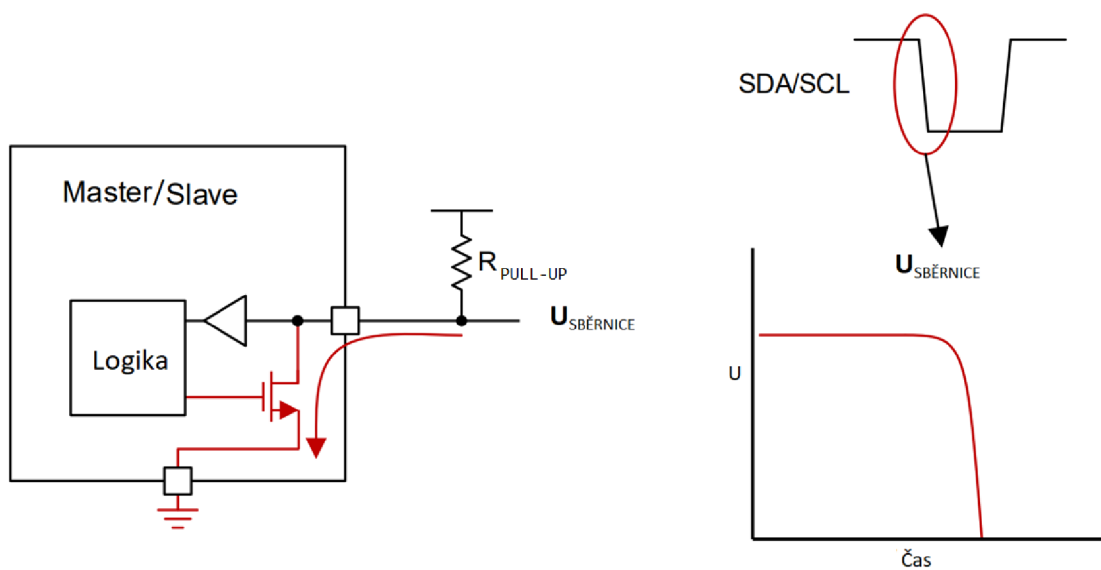 SDA/SCL
Master/Slave
R PULL-UP
U SBĚRNICE
Logika
U SBĚRNICE
U
Čas